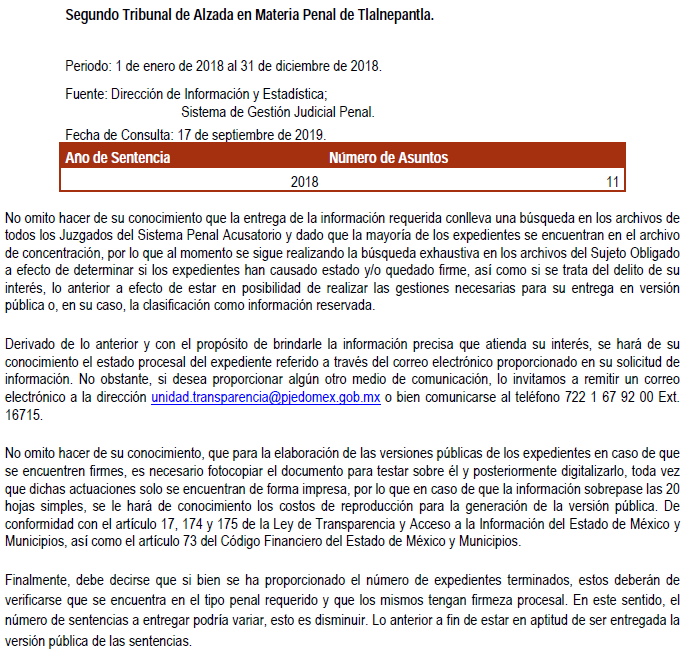 Segundo Tribunal de Alzada en Materia Penal de Tlalnepantla.
Periodo: 1 de enero de 2018 al 31 de diciembre de 2018.
Fuente: Dirección de Información y Estadística;
Sistema de Gestión Judicial Penal.
Fecha de Consulta: 17 de septiembre de 2019.
Año de Sentencia Número de Asuntos
2018 11
No omito hacer de su conocimiento que la entrega de la información requerida conlleva una búsqueda en los archivos de
todos los Juzgados del Sistema Penal Acusatorio y dado que la mayoría de los expedientes se encuentran en el archivo
de concentración, por lo que al momento se sigue realizando la búsqueda exhaustiva en los archivos del Sujeto Obligado
a efecto de determinar si los expedientes han causado estado y/o quedado firme, así como si se trata del delito de su
interés, lo anterior a efecto de estar en posibilidad de realizar las gestiones necesarias para su entrega en versión
pública o, en su caso, la clasificación como información reservada.
Derivado de lo anterior y con el propósito de brindarle la información precisa que atienda su interés, se hará de su
conocimiento el estado procesal del expediente referido a través del correo electrónico proporcionado en su solicitud de
información. No obstante, si desea proporcionar algún otro medio de comunicación, lo invitamos a remitir un correo
electrónico a la dirección unidad.transparencia@pjedomex.gob.mx o bien comunicarse al teléfono 722 1 67 92 00 Ext.
16715.
No omito hacer de su conocimiento, que para la elaboración de las versiones públicas de los expedientes en caso de que
se encuentren firmes, es necesario fotocopiar el documento para testar sobre él y posteriormente digitalizarlo, toda vez
que dichas actuaciones solo se encuentran de forma impresa, por lo que en caso de que la información sobrepase las 20
hojas simples, se le hará de conocimiento los costos de reproducción para la generación de la versión pública. De
conformidad con el artículo 17, 174 y 175 de la Ley de Transparencia y Acceso a la Información del Estado de México y
Municipios, así como el artículo 73 del Código Financiero del Estado de México y Municipios.
Finalmente, debe decirse que si bien se ha proporcionado el número de expedientes terminados, estos deberán de
verificarse que se encuentra en el tipo penal requerido y que los mismos tengan firmeza procesal. En este sentido, el
número de sentencias a entregar podría variar, esto es disminuir. Lo anterior a fin de estar en aptitud de ser entregada la
versión pública de las sentencias.